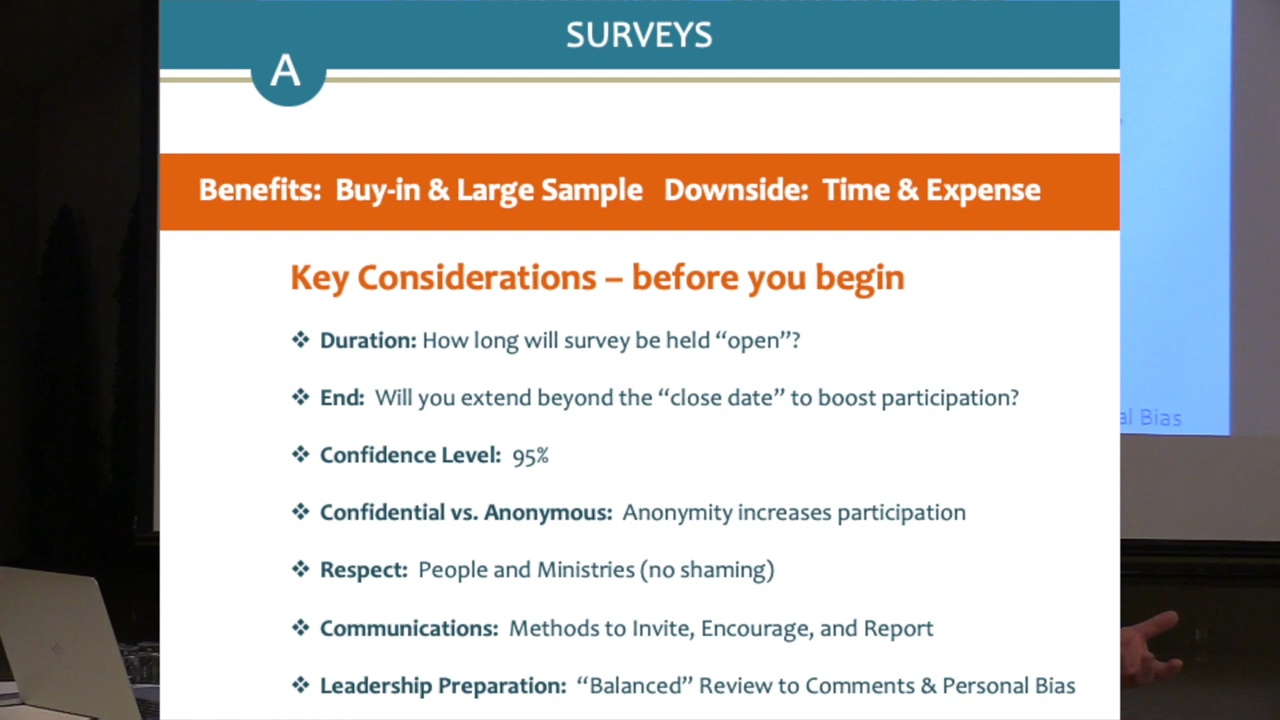 SURVEYS
A
Benefits: Buy-in & Large Sample Downside: Time & Expense
Key Considerations – before you begin
❖ Duration: How long will survey be held “open”?
❖ End: Will you extend beyond the “close date” to boost participation?
❖ Confidence Level: 95%
❖ Confidential vs. Anonymous: Anonymity increases participation
❖ Respect: People and Ministries (no shaming)
❖ Communications: Methods to Invite, Encourage, and Report
❖ Leadership Preparation: “Balanced” Review to Comments & Personal Bias
al Bias